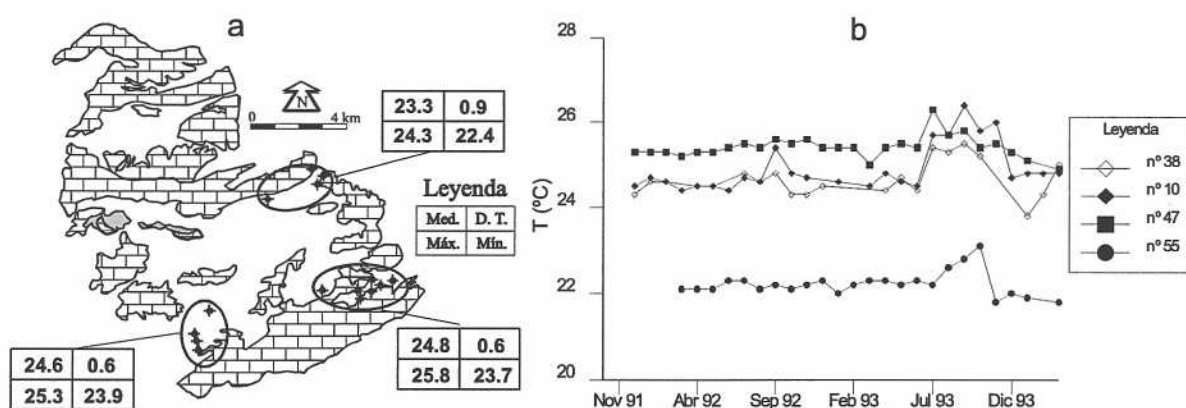 a
N
0 4 km
23.3 0.9
24.3 22.4
Leyenda
Med. D. T.
Máx. Mín.
24.6 0.6
25.3 23.9
24.8 0.6
25.8 23.7
b
T (ºC)
28
26
24
22
20
Nov 91 Abr 92 Sep 92 Feb 93 Jul 93 Dic 93
Leyenda
nº 38
nº 10
nº 47
nº 55